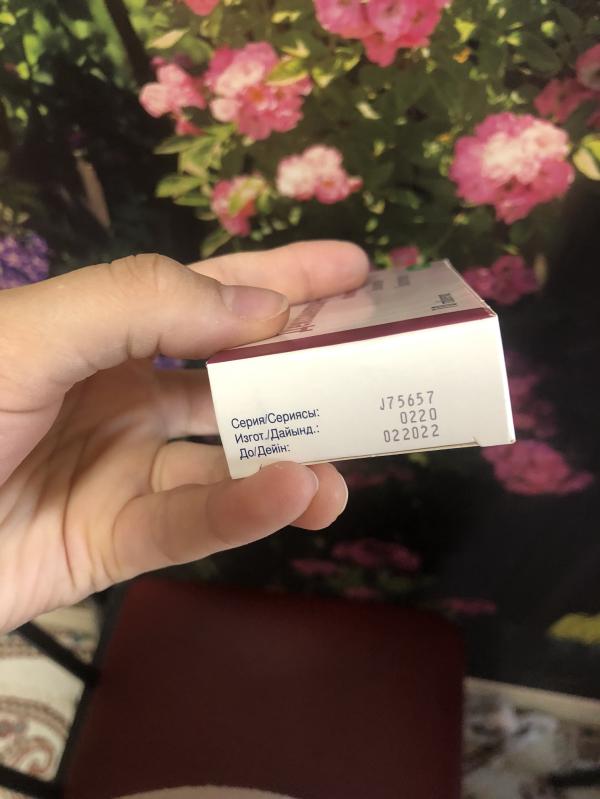 Серия/Сериясы: J75657
Изгот./Дайынд.: 0220
До/Дейін: 022022